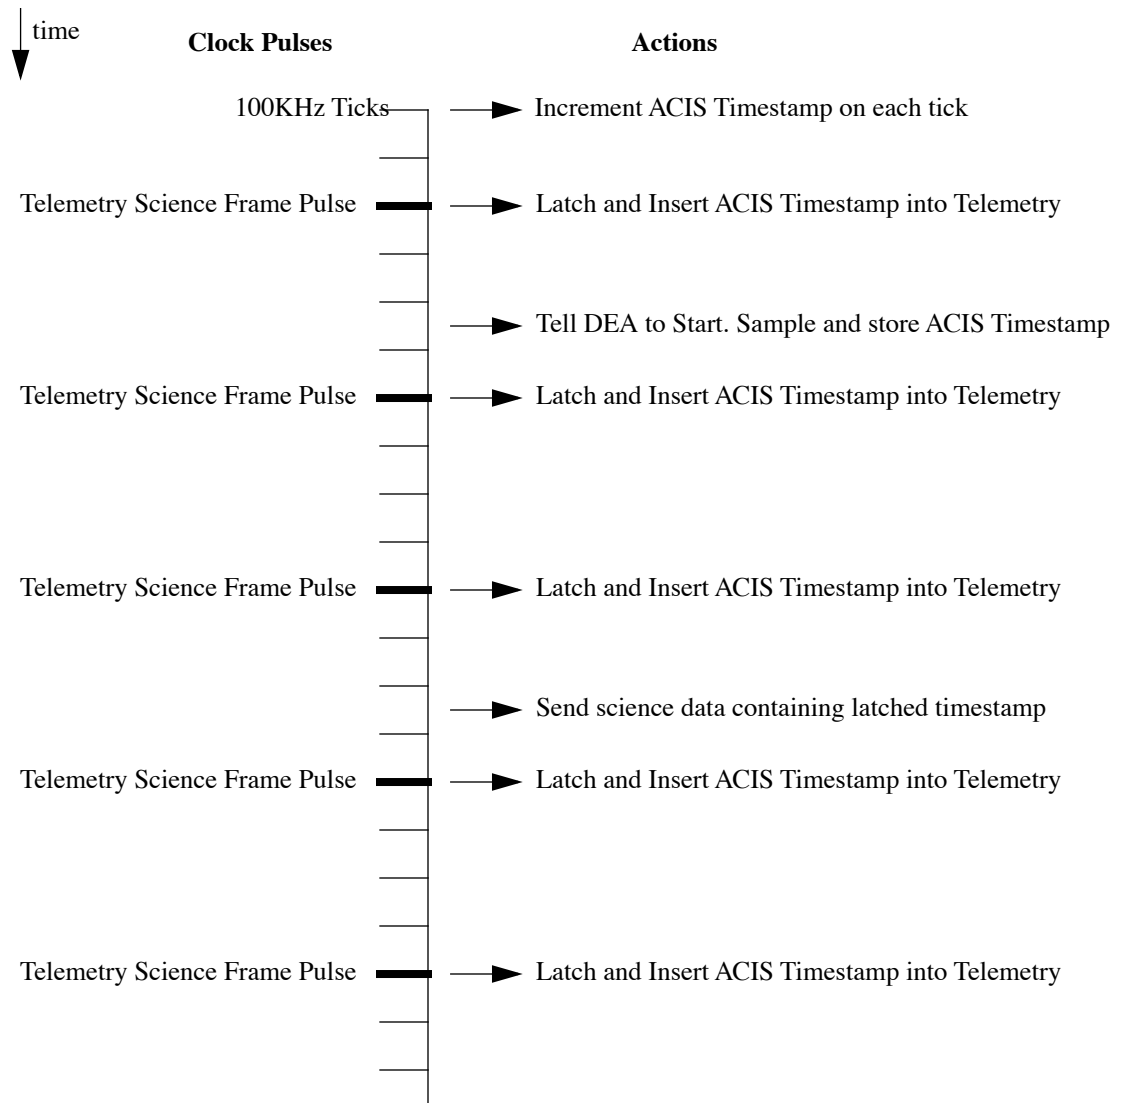 time
Clock Pulses
Actions
100KHz Ticks
Increment ACIS Timestamp on each tick
Telemetry Science Frame Pulse
Latch and Insert ACIS Timestamp into Telemetry
Tell DEA to Start. Sample and store ACIS Timestamp
Telemetry Science Frame Pulse
Latch and Insert ACIS Timestamp into Telemetry
Telemetry Science Frame Pulse
Latch and Insert ACIS Timestamp into Telemetry
Send science data containing latched timestamp
Telemetry Science Frame Pulse
Latch and Insert ACIS Timestamp into Telemetry
Telemetry Science Frame Pulse
Latch and Insert ACIS Timestamp into Telemetry